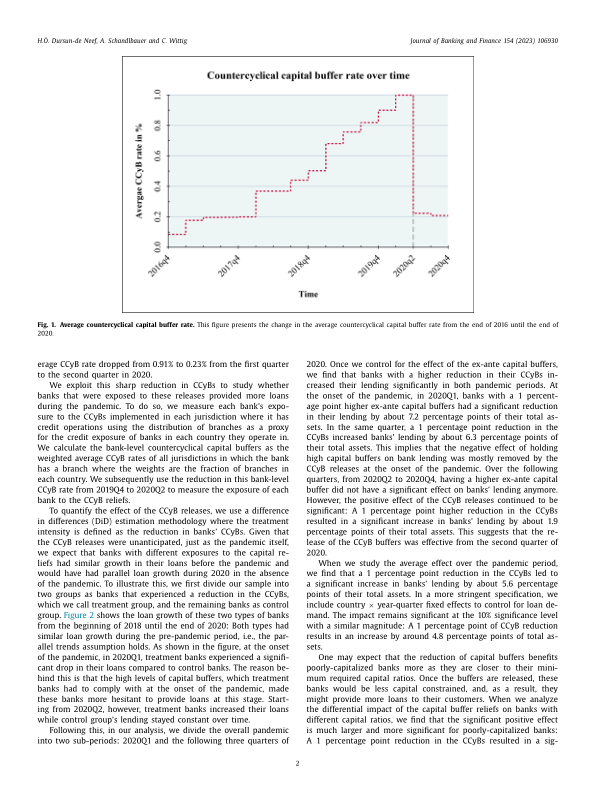 H.Ö. Dursun-de Neef, A. Schandlbauer and C. Wittig
Journal of Banking and Finance 154 (2023) 106930
Countercyclical capital buffer rate over time
Avergae CCyB rate in %
1.0
0.8
0.6
0.4
0.2
0.0
2016q4
2017q4
2018q4
2019q4
2020q2
2020q4
Time
Fig. 1. Average countercyclical capital buffer rate. This figure presents the change in the average countercyclical capital buffer rate from the end of 2016 until the end of
2020.
erage CCyB rate dropped from 0.91% to 0.23% from the first quarter
to the second quarter in 2020.
We exploit this sharp reduction in CCyBs to study whether
banks that were exposed to these releases provided more loans
during the pandemic. To do so, we measure each bank's expo-
sure to the CCyBs implemented in each jurisdiction where it has
credit operations using the distribution of branches as a proxy
for the credit exposure of banks in each country they operate in.
We calculate the bank-level countercyclical capital buffers as the
weighted average CCyB rates of all jurisdictions in which the bank
has a branch where the weights are the fraction of branches in
each country. We subsequently use the reduction in this bank-level
CCyB rate from 2019Q4 to 2020Q2 to measure the exposure of each
bank to the CCyB reliefs.
To quantify the effect of the CCyB releases, we use a difference
in differences (DiD) estimation methodology where the treatment
intensity is defined as the reduction in banks' CCyBs. Given that
the CCyB releases were unanticipated, just as the pandemic itself,
we expect that banks with different exposures to the capital re-
liefs had similar growth in their loans before the pandemic and
would have had parallel loan growth during 2020 in the absence
of the pandemic. To illustrate this, we first divide our sample into
two groups as banks that experienced a reduction in the CCyBs,
which we call treatment group, and the remaining banks as control
group. Figure 2 shows the loan growth of these two types of banks
from the beginning of 2018 until the end of 2020: Both types had
similar loan growth during the pre-pandemic period, i.e., the par-
allel trends assumption holds. As shown in the figure, at the onset
of the pandemic, in 2020Q1, treatment banks experienced a signifi-
cant drop in their loans compared to control banks. The reason be-
hind this is that the high levels of capital buffers, which treatment
banks had to comply with at the onset of the pandemic, made
these banks more hesitant to provide loans at this stage. Start-
ing from 2020Q2, however, treatment banks increased their loans
while control group's lending stayed constant over time.
Following this, in our analysis, we divide the overall pandemic
into two sub-periods: 2020Q1 and the following three quarters of
2020. Once we control for the effect of the ex-ante capital buffers,
we find that banks with a higher reduction in their CCyBs in-
creased their lending significantly in both pandemic periods. At
the onset of the pandemic, in 2020Q1, banks with a 1 percent-
age point higher ex-ante capital buffers had a significant reduction
in their lending by about 7.2 percentage points of their total as-
sets. In the same quarter, a 1 percentage point reduction in the
CCyBs increased banks' lending by about 6.3 percentage points of
their total assets. This implies that the negative effect of holding
high capital buffers on bank lending was mostly removed by the
CCyB releases at the onset of the pandemic. Over the following
quarters, from 2020Q2 to 2020Q4, having a higher ex-ante capital
buffer did not have a significant effect on banks' lending anymore.
However, the positive effect of the CCyB releases continued to be
significant: A 1 percentage point higher reduction in the CCyBs
resulted in a significant increase in banks' lending by about 1.9
percentage points of their total assets. This suggests that the re-
lease of the CCyB buffers was effective from the second quarter of
2020.
When we study the average effect over the pandemic period,
we find that a 1 percentage point reduction in the CCyBs led to
a significant increase in banks' lending by about 5.6 percentage
points of their total assets. In a more stringent specification, we
include country × year-quarter fixed effects to control for loan de-
mand. The impact remains significant at the 10% significance level
with a similar magnitude: A 1 percentage point of CCyB reduction
results in an increase by around 4.8 percentage points of total as-
sets.
One may expect that the reduction of capital buffers benefits
poorly-capitalized banks more as they are closer to their mini-
mum required capital ratios. Once the buffers are released, these
banks would be less capital constrained, and, as a result, they
might provide more loans to their customers. When we analyze
the differential impact of the capital buffer reliefs on banks with
different capital ratios, we find that the significant positive effect
is much larger and more significant for poorly-capitalized banks:
A 1 percentage point reduction in the CCyBs resulted in a sig-
2